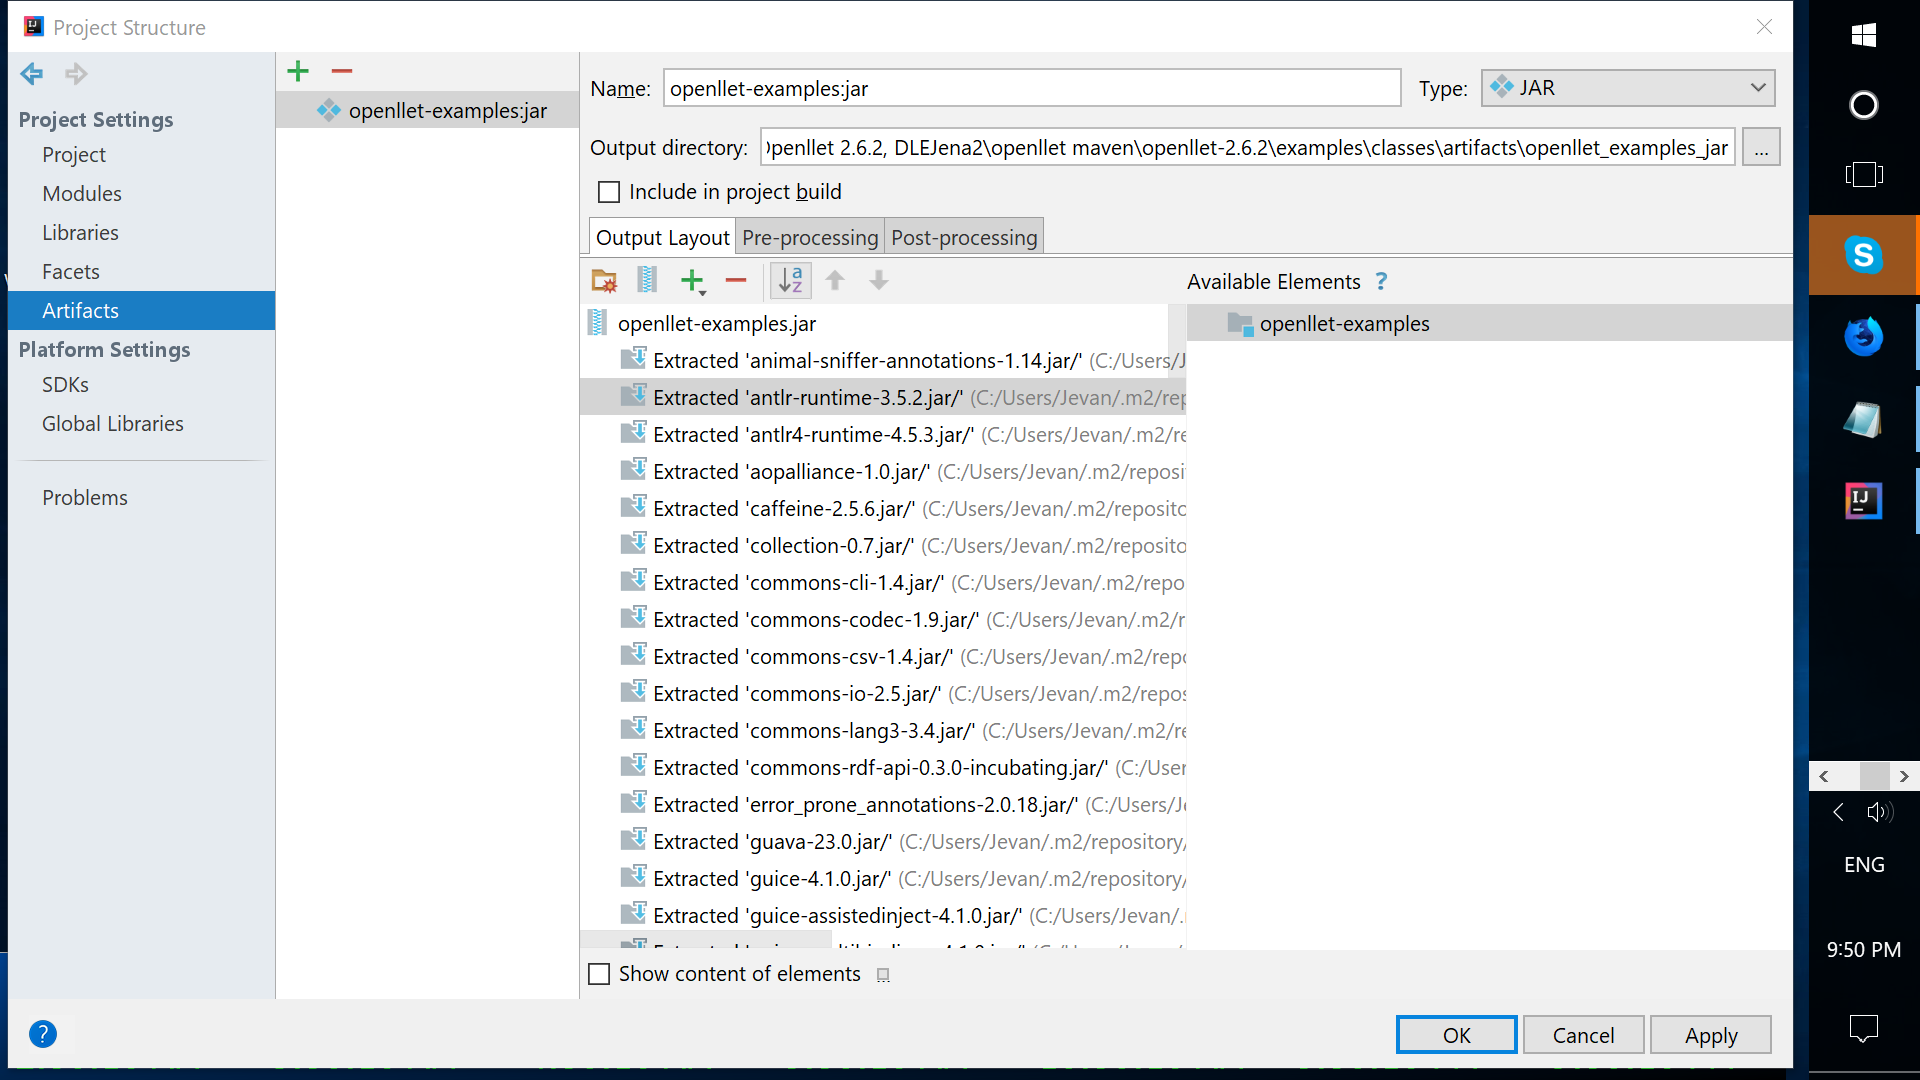 Project Structure
Project Settings
Project
Modules
Libraries
Facets
Artifacts
Platform Settings
SDKs
Global Libraries
Problems
openllet-examples:jar
Name: openllet-examples:jar
Type: JAR
Output directory: Openllet 2.6.2, DLEJena2\openllet maven\openllet-2.6.2\examples\classes\artifacts\openllet_examples_jar
...
Include in project build
Output Layout Pre-processing Post-processing
Available Elements ?
openllet-examples.jar
openllet-examples
Extracted 'animal-sniffer-annotations-1.14.jar/' (C:/Users/J
Extracted 'antlr-runtime-3.5.2.jar/' (C:/Users/Jevan/.m2/rep
Extracted 'antlr4-runtime-4.5.3.jar/' (C:/Users/Jevan/.m2/re
Extracted 'aopalliance-1.0.jar/' (C:/Users/Jevan/.m2/reposi
Extracted 'caffeine-2.5.6.jar/' (C:/Users/Jevan/.m2/reposito
Extracted 'collection-0.7.jar/' (C:/Users/Jevan/.m2/reposito
Extracted 'commons-cli-1.4.jar/' (C:/Users/Jevan/.m2/repo
Extracted 'commons-codec-1.9.jar/' (C:/Users/Jevan/.m2/r
Extracted 'commons-csv-1.4.jar/' (C:/Users/Jevan/.m2/repo
Extracted 'commons-io-2.5.jar/' (C:/Users/Jevan/.m2/repos
Extracted 'commons-lang3-3.4.jar/' (C:/Users/Jevan/.m2/re
Extracted 'commons-rdf-api-0.3.0-incubating.jar/' (C:/User
Extracted 'error_prone_annotations-2.0.18.jar/' (C:/Users/Je
Extracted 'guava-23.0.jar/' (C:/Users/Jevan/.m2/repository/
Extracted 'guice-4.1.0.jar/' (C:/Users/Jevan/.m2/repository/
Extracted 'guice-assistedinject-4.1.0.jar/' (C:/Users/Jevan/.
Show content of elements
?
OK Cancel Apply
ENG
9:50 PM